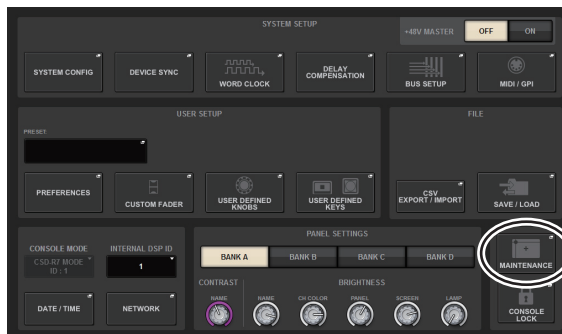 SYSTEM SETUP
+48V MASTER
OFF
ON
SYSTEM CONFIG
DEVICE SYNC
WORD CLOCK
DELAY
COMPENSATION
BUS SETUP
MIDI / GPI
USER SETUP
FILE
PRESET
PREFERENCES
CUSTOM FADER
USER DEFINED
KNOBS
USER DEFINED
KEYS
CSV
EXPORT / IMPORT
SAVE / LOAD
CONSOLE MODE
INTERNAL DSP ID
CSD-R7 MODE
ID : 1
1
DATE / TIME
NETWORK
PANEL SETTINGS
BANK A
BANK B
BANK C
BANK D
CONTRAST
BRIGHTNESS
NAME
NAME
CH COLOR
PANEL
SCREEN
LAMP
MAINTENANCE
CONSOLE
LOCK